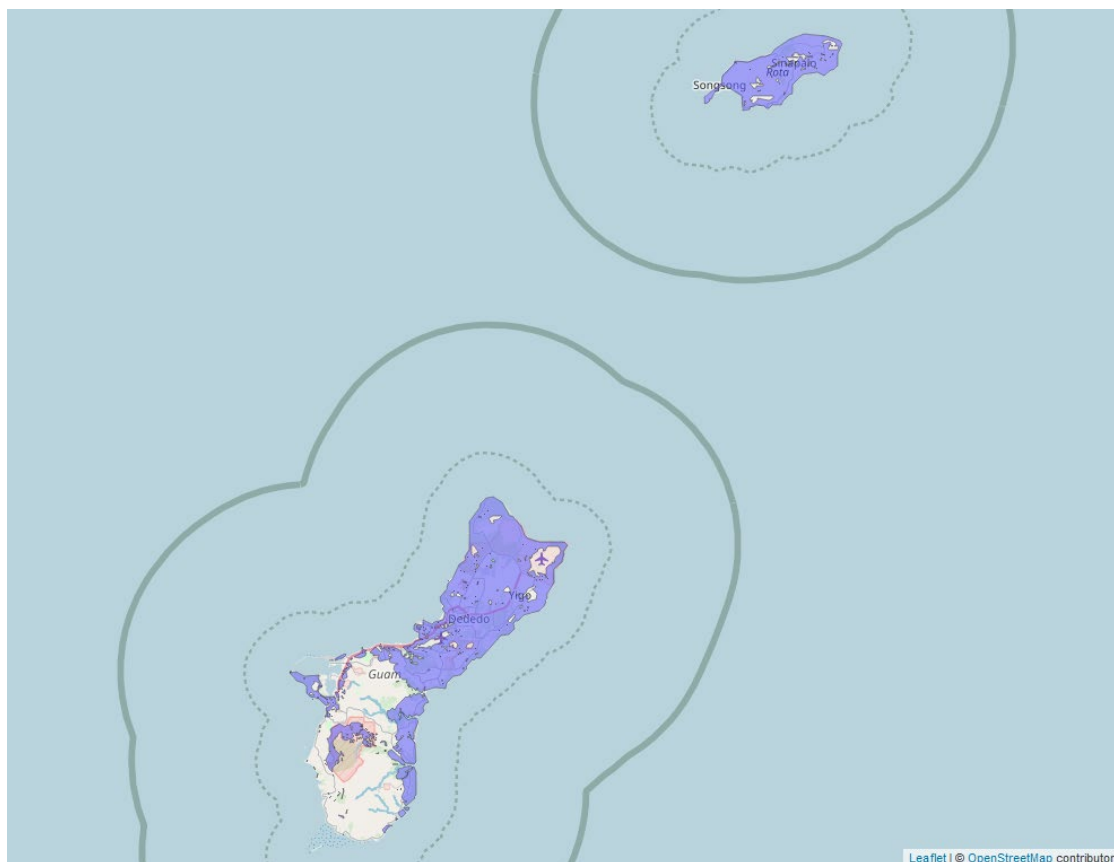 Sinapalo
Rota
Songsong
Yigo
Dededo
Guam
Leaflet | © OpenStreetMap contributor